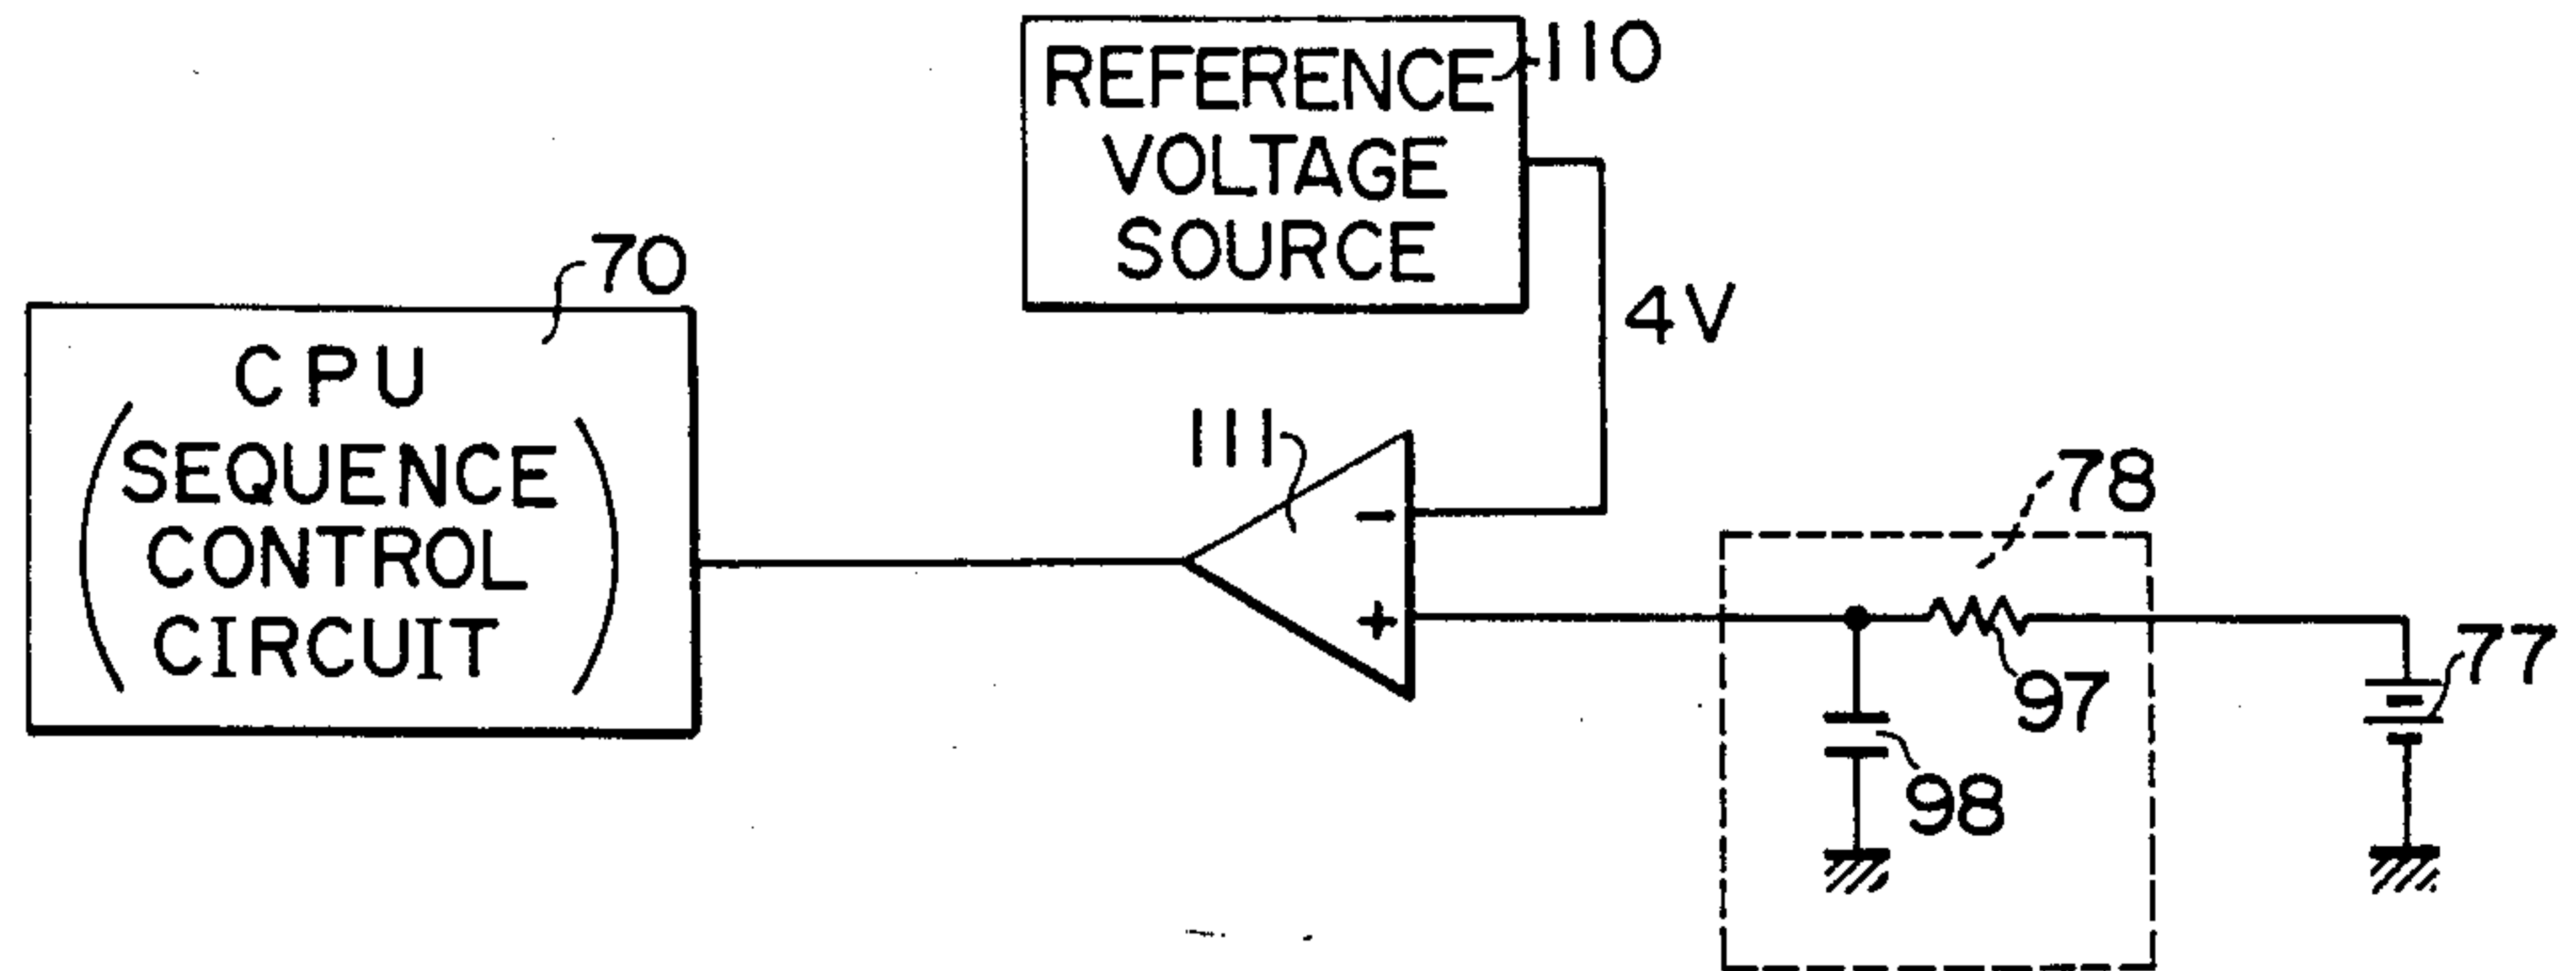 REFERENCE
VOLTAGE
SOURCE
110
70
CPU
(SEQUENCE
CONTROL
CIRCUIT)
4V
111
-
+
78
97
98
77